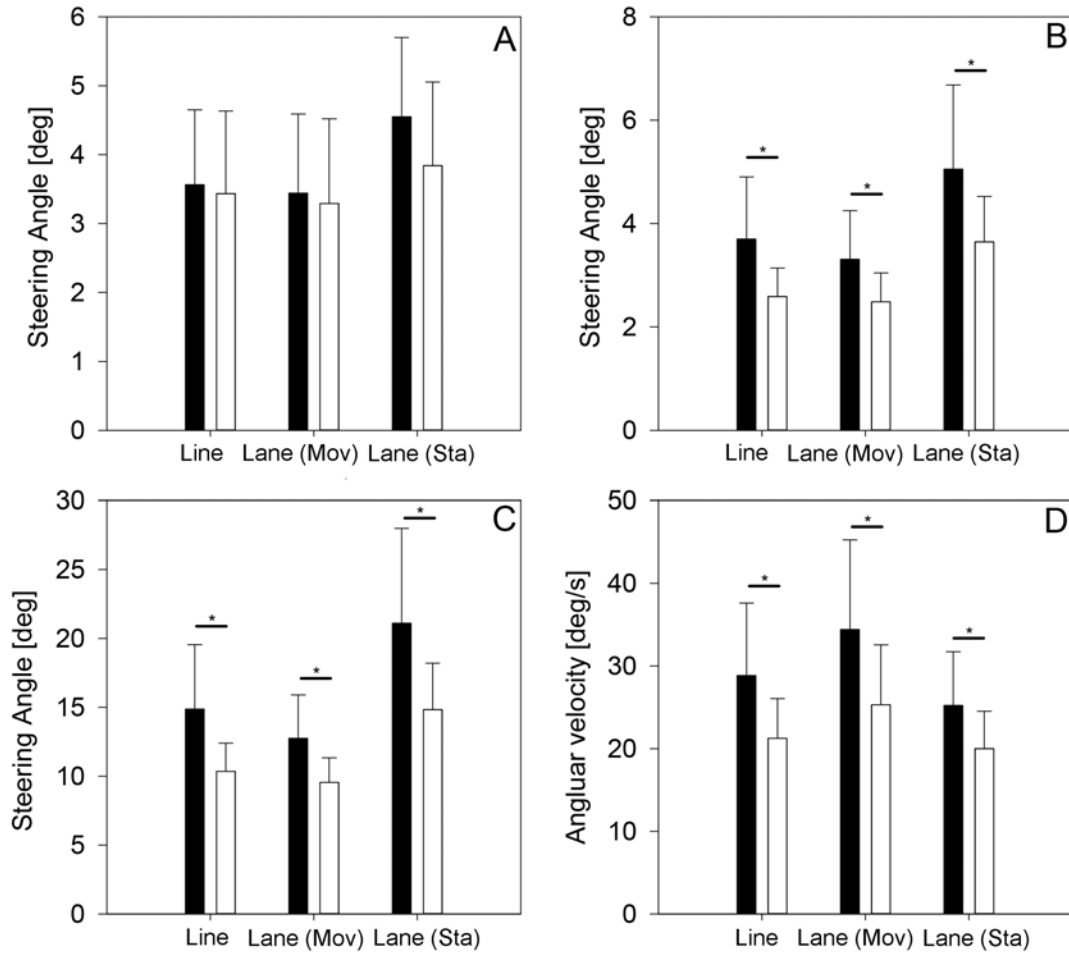 A
Steering Angle [deg]
6
5
4
3
2
1
0
Line
Lane (Mov)
Lane (Sta)
B
Steering Angle [deg]
8
6
4
2
0
*
*
*
Line
Lane (Mov)
Lane (Sta)
C
Steering Angle [deg]
30
25
20
15
10
5
0
*
*
*
Line
Lane (Mov)
Lane (Sta)
D
Angluar velocity [deg/s]
50
40
30
20
10
0
*
*
*
Line
Lane (Mov)
Lane (Sta)